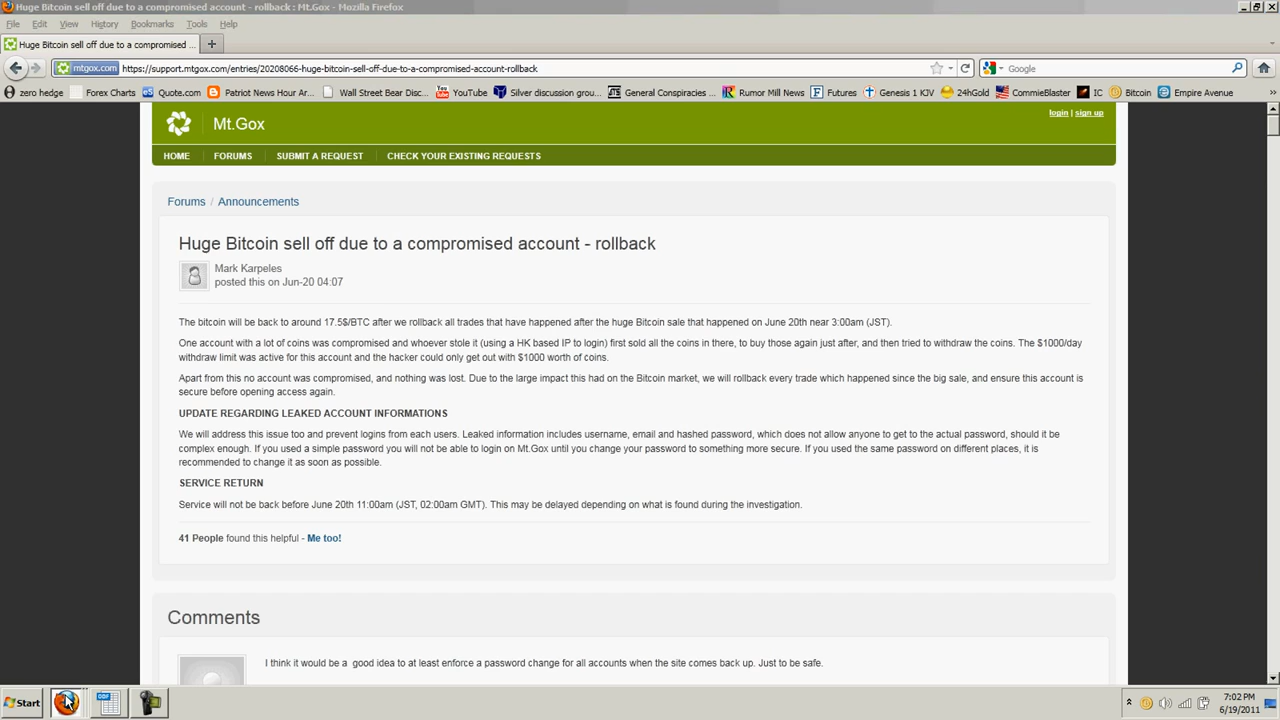 Huge Bitcoin sell off due to a compromised account - rollback : Mt.Gox - Mozilla Firefox
File Edit View History Bookmarks Tools Help
Huge Bitcoin sell off due to a compromised ...
mtgox.com https://support.mtgox.com/entries/20208066-huge-bitcoin-sell-off-due-to-a-compromised-account-rollback
Google
zero hedge Forex Charts Quote.com Patriot News Hour Ar... Wall Street Bear Disc... YouTube Silver discussion grou... General Conspiracies ... Rumor Mill News Futures Genesis 1 KJV 24hGold CommieBlaster IC Bitcoin Empire Avenue
Mt.Gox
login | sign up
HOME FORUMS SUBMIT A REQUEST CHECK YOUR EXISTING REQUESTS
Forums / Announcements
Huge Bitcoin sell off due to a compromised account - rollback
Mark Karpeles
posted this on Jun-20 04:07
The bitcoin will be back to around 17.5$/BTC after we rollback all trades that have happened after the huge Bitcoin sale that happened on June 20th near 3:00am (JST).
One account with a lot of coins was compromised and whoever stole it (using a HK based IP to login) first sold all the coins in there, to buy those again just after, and then tried to withdraw the coins. The $1000/day
withdraw limit was active for this account and the hacker could only get out with $1000 worth of coins.
Apart from this no account was compromised, and nothing was lost. Due to the large impact this had on the Bitcoin market, we will rollback every trade which happened since the big sale, and ensure this account is
secure before opening access again.
UPDATE REGARDING LEAKED ACCOUNT INFORMATIONS
We will address this issue too and prevent logins from each users. Leaked information includes username, email and hashed password, which does not allow anyone to get to the actual password, should it be
complex enough. If you used a simple password you will not be able to login on Mt.Gox until you change your password to something more secure. If you used the same password on different places, it is
recommended to change it as soon as possible.
SERVICE RETURN
Service will not be back before June 20th 11:00am (JST, 02:00am GMT). This may be delayed depending on what is found during the investigation.
41 People found this helpful - Me too!
Comments
I think it would be a good idea to at least enforce a password change for all accounts when the site comes back up. Just to be safe.
Start
7:02 PM
6/19/2011